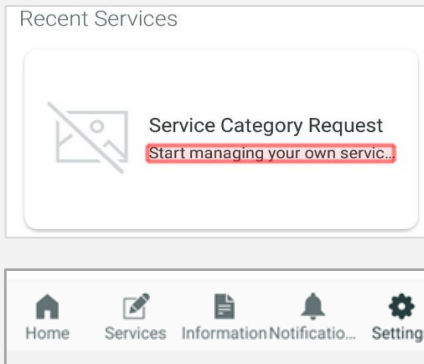 Recent Services
Service Category Request
Start managing your own servic...
Home Services Information Notificatio... Setting